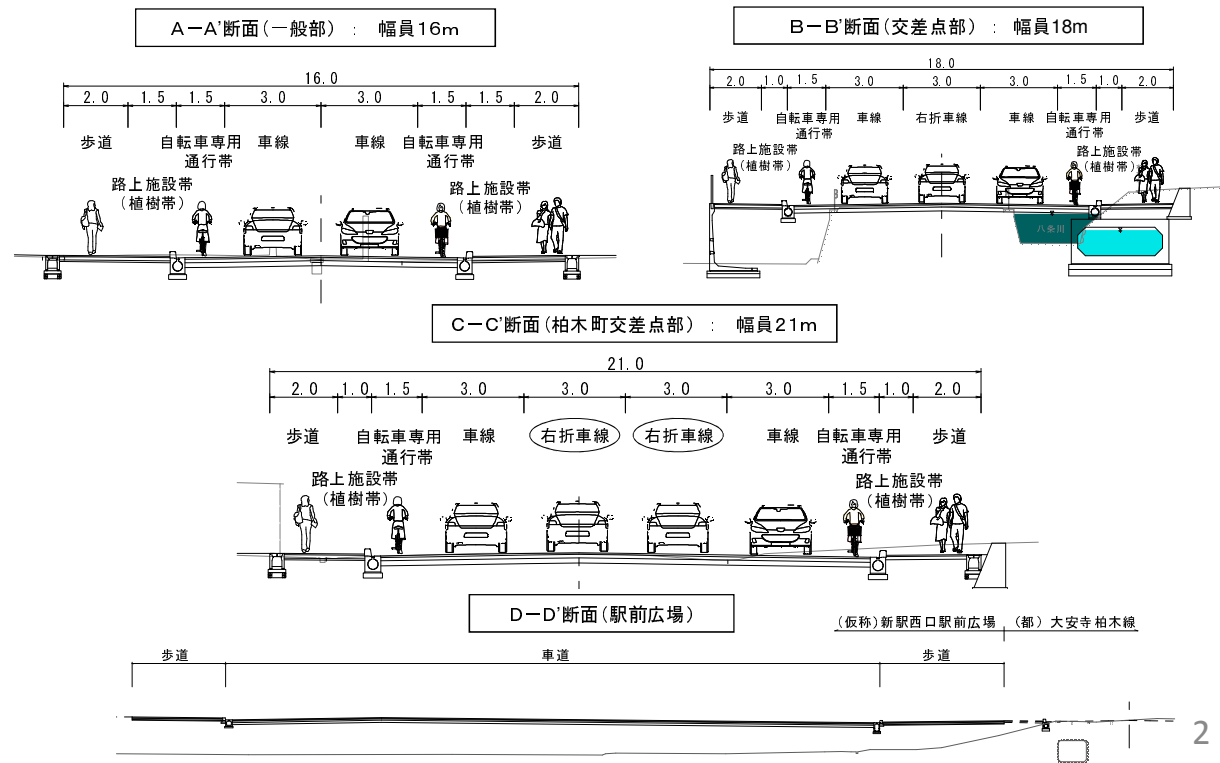 A－A'断面(一般部) ： 幅員16m
16.0
2.0 1.5 1.5 3.0 3.0 1.5 1.5 2.0
歩道 自転車専用通行帯 車線 車線 自転車専用通行帯 歩道
路上施設帯 路上施設帯
(植樹帯) (植樹帯)
B－B'断面(交差点部) ： 幅員18m
18.0
2.0 1.0 1.5 3.0 3.0 3.0 1.5 1.0 2.0
歩道 自転車専用通行帯 車線 右折車線 車線 自転車専用通行帯 歩道
路上施設帯 路上施設帯
(植樹帯) (植樹帯)
八条川
C－C'断面(柏木町交差点部) ： 幅員21m
21.0
2.0 1.0 1.5 3.0 3.0 3.0 3.0 1.5 1.0 2.0
歩道 自転車専用通行帯 車線 右折車線 右折車線 車線 自転車専用通行帯 歩道
路上施設帯 路上施設帯
(植樹帯) (植樹帯)
D－D'断面(駅前広場)
(仮称)新駅西口駅前広場 (都) 大安寺柏木線
歩道 車道 歩道
2